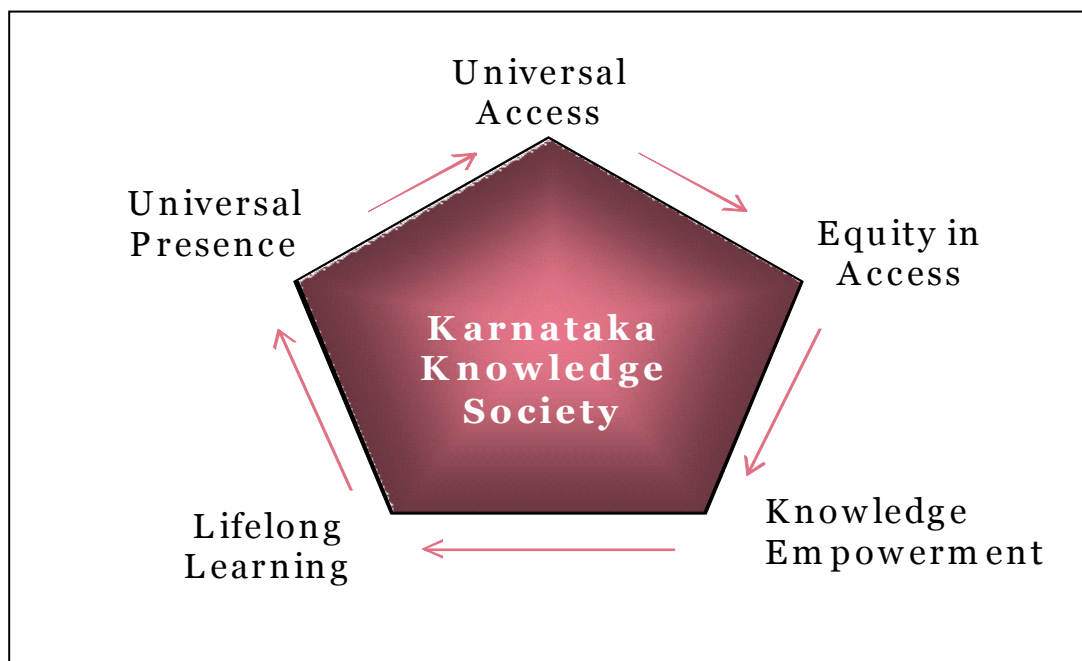 Universal
Access
Universal
Presence
Equity in
Access
Karnataka
Knowledge
Society
Knowledge
Empowerment
Lifelong
Learning